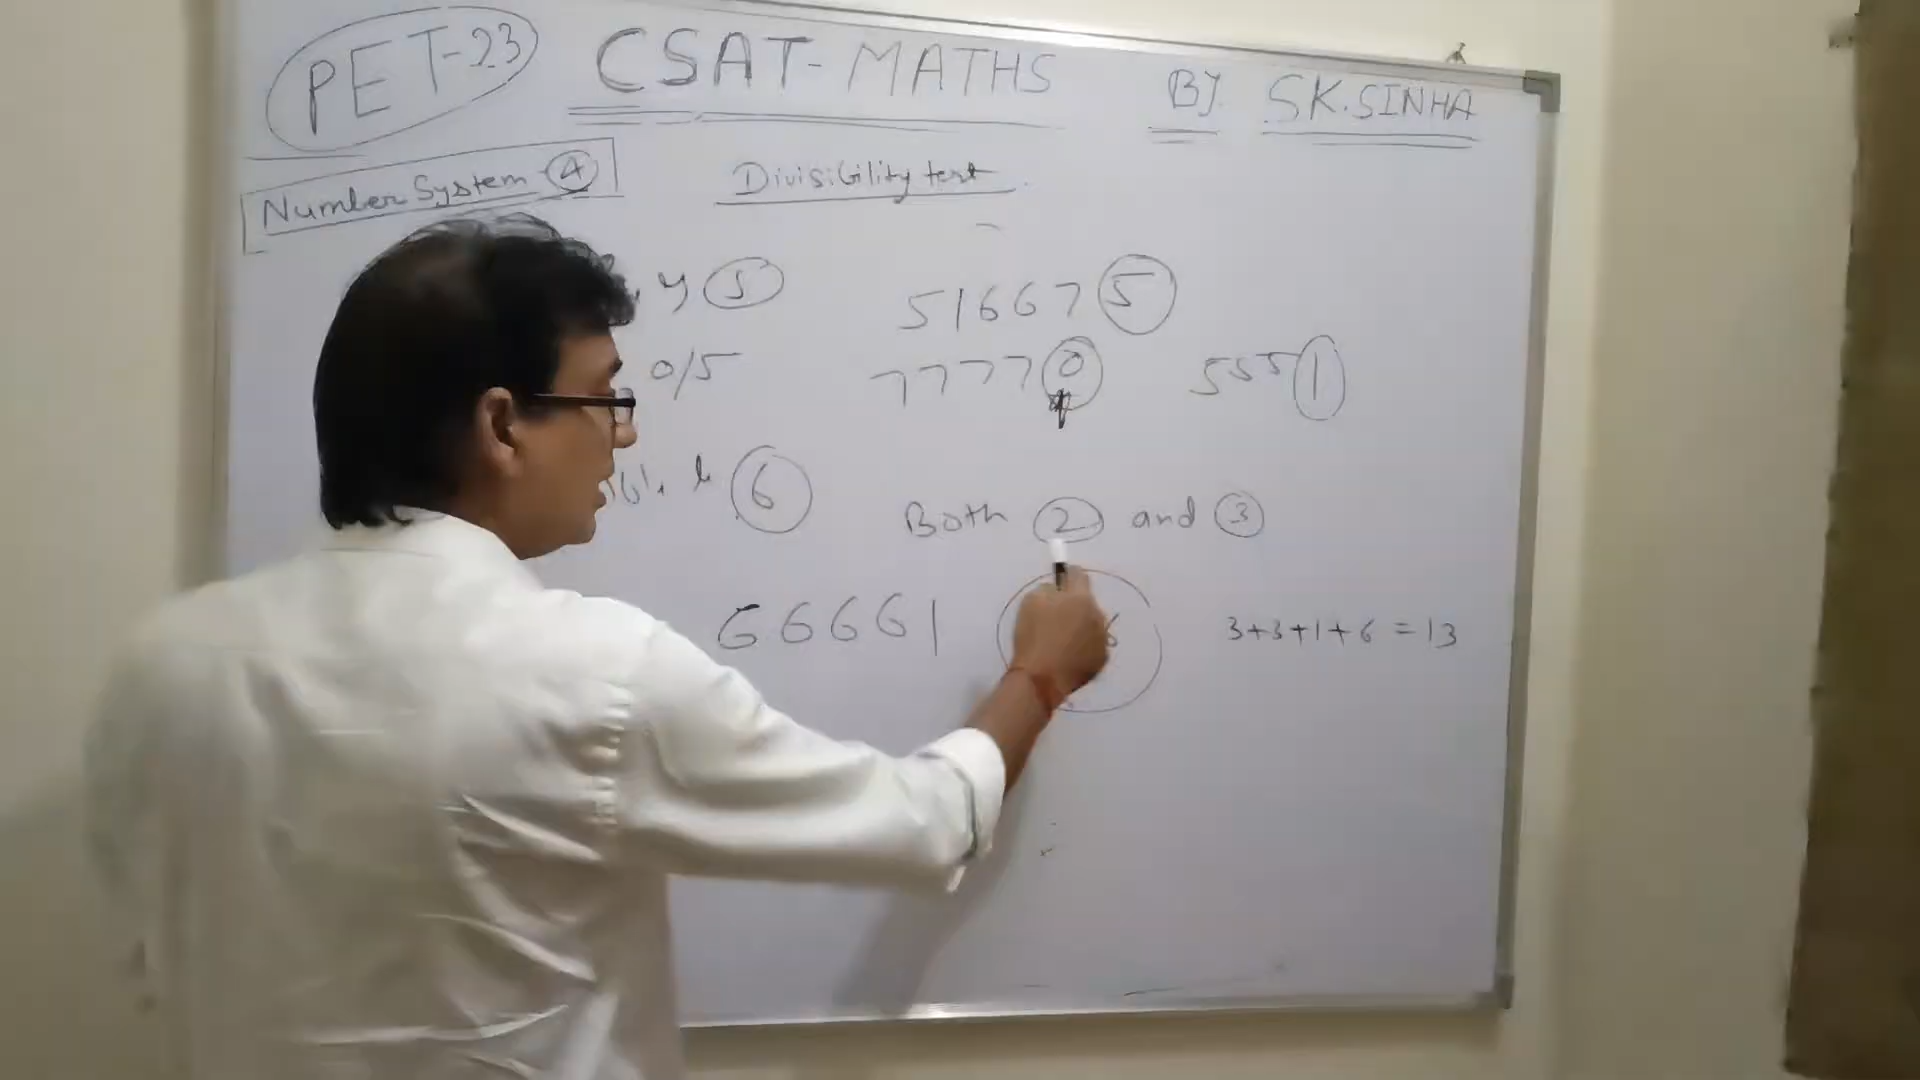 PET-23 CSAT-MATHS BY SK.SINHA
Number System 4 Divisibility test
y 5 516675
0/5 77770 5551
6 Both 2 and 3
66661 6 3+3+1+6=13